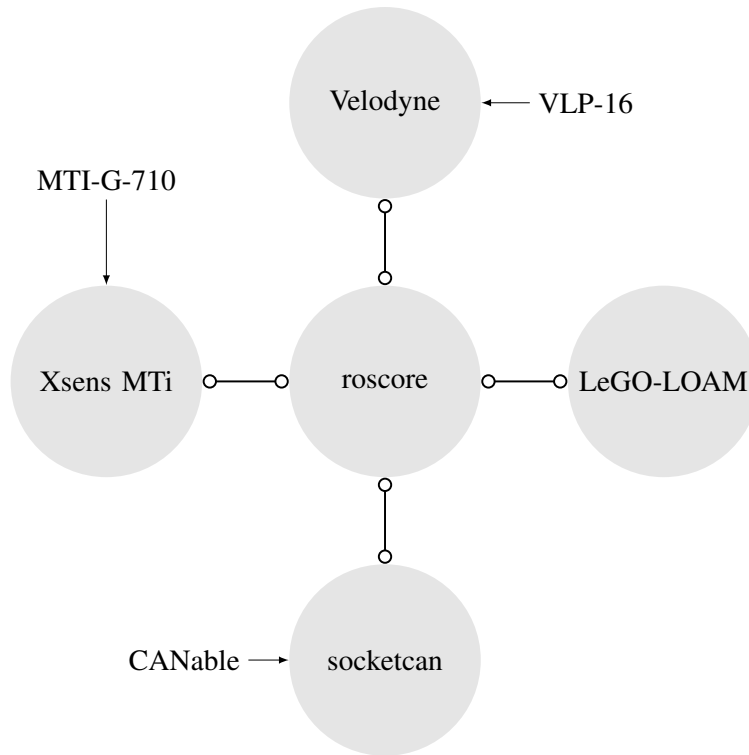 Velodyne
VLP-16
MTI-G-710
Xsens MTi
roscore
LeGO-LOAM
CANable
socketcan